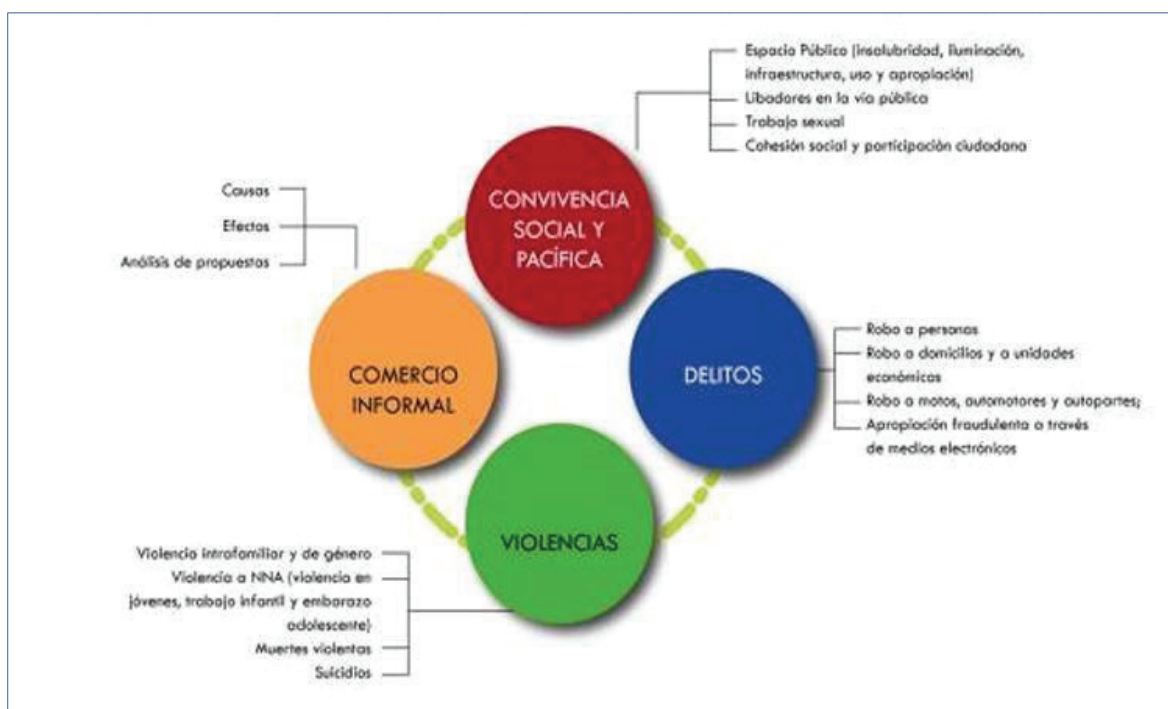 Espacio Público (insalubridad, iluminación,
infraestructura, uso y apropiación)
Libadores en la vía pública
Trabajo sexual
Cohesión social y participación ciudadana
CONVIVENCIA
SOCIAL Y
PACÍFICA
Causas
Efectos
Análisis de propuestas
COMERCIO
INFORMAL
DELITOS
Robo a personas
Robo a domicilios y a unidades
económicas
Robo a motos, automotores y autopartes;
Apropiación fraudulenta a través
de medios electrónicos
VIOLENCIAS
Violencia intrafamiliar y de género
Violencia a NNA (violencia en
jóvenes, trabajo infantil y embarazo
adolescente)
Muertes violentas
Suicidios